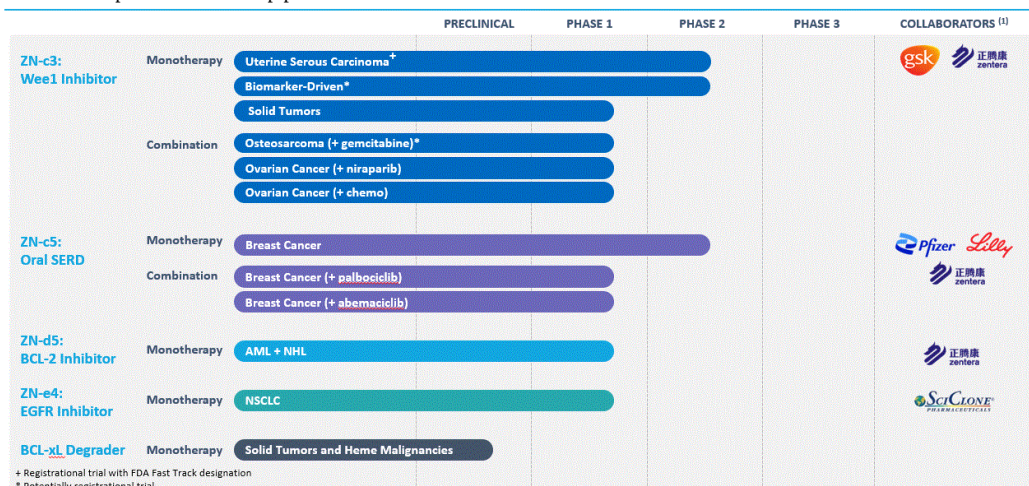 PRECLINICAL PHASE 1 PHASE 2 PHASE 3 COLLABORATORS (1)
ZN-c3:
Wee1 Inhibitor
Monotherapy
Uterine Serous Carcinoma+
Biomarker-Driven*
Solid Tumors
Combination
Osteosarcoma (+ gemcitabine)*
Ovarian Cancer (+ niraparib)
Ovarian Cancer (+ chemo)
gsk
正腾康
zentera
ZN-c5:
Oral SERD
Monotherapy
Breast Cancer
Combination
Breast Cancer (+ palbociclib)
Breast Cancer (+ abemaciclib)
Pfizer
Lilly
正腾康
zentera
ZN-d5:
BCL-2 Inhibitor
Monotherapy
AML + NHL
正腾康
zentera
ZN-e4:
EGFR Inhibitor
Monotherapy
NSCLC
SCICLONE
PHARMACEUTICALS
BCL-xL Degrader
Monotherapy
Solid Tumors and Heme Malignancies
+ Registrational trial with FDA Fast Track designation
* Potentially registrational trial